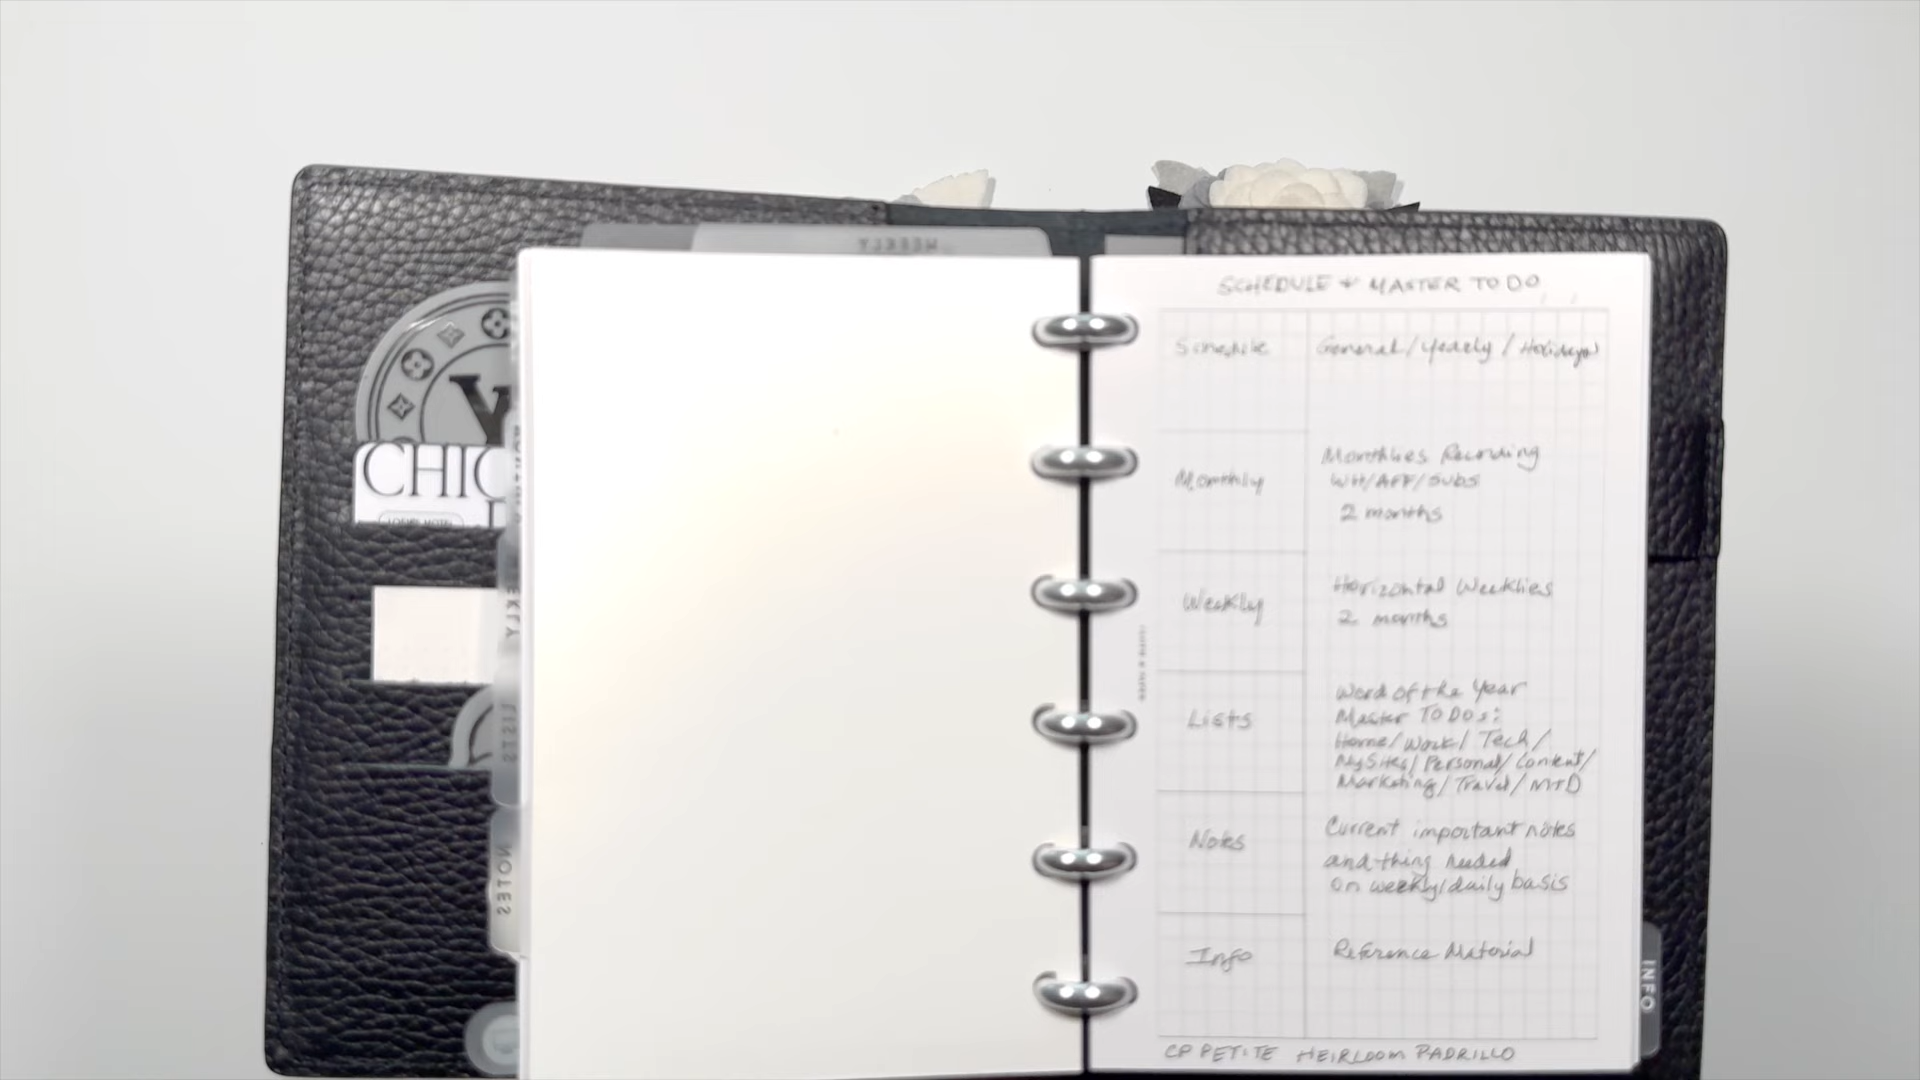 WEEKLY
CHIC
WEEKLY
LISTS
NOTES
SCHEDULE + MASTER TO DO
Schedule
General/Yearly/Holidays
Monthly
Monthlies Recurring
WH/AFF/SUBS
2 months
Weekly
Horizontal Weeklies
2 months
Lists
Word of the Year
Master TO DOs:
Home/Work/Tech/
MySites/Personal/Content/
Marketing/Travel/MTD
Notes
Current important notes
and thing needed
on weekly/daily basis
Info
Reference Material
CP PETITE HEIRLOOM PADRILLO
INFO